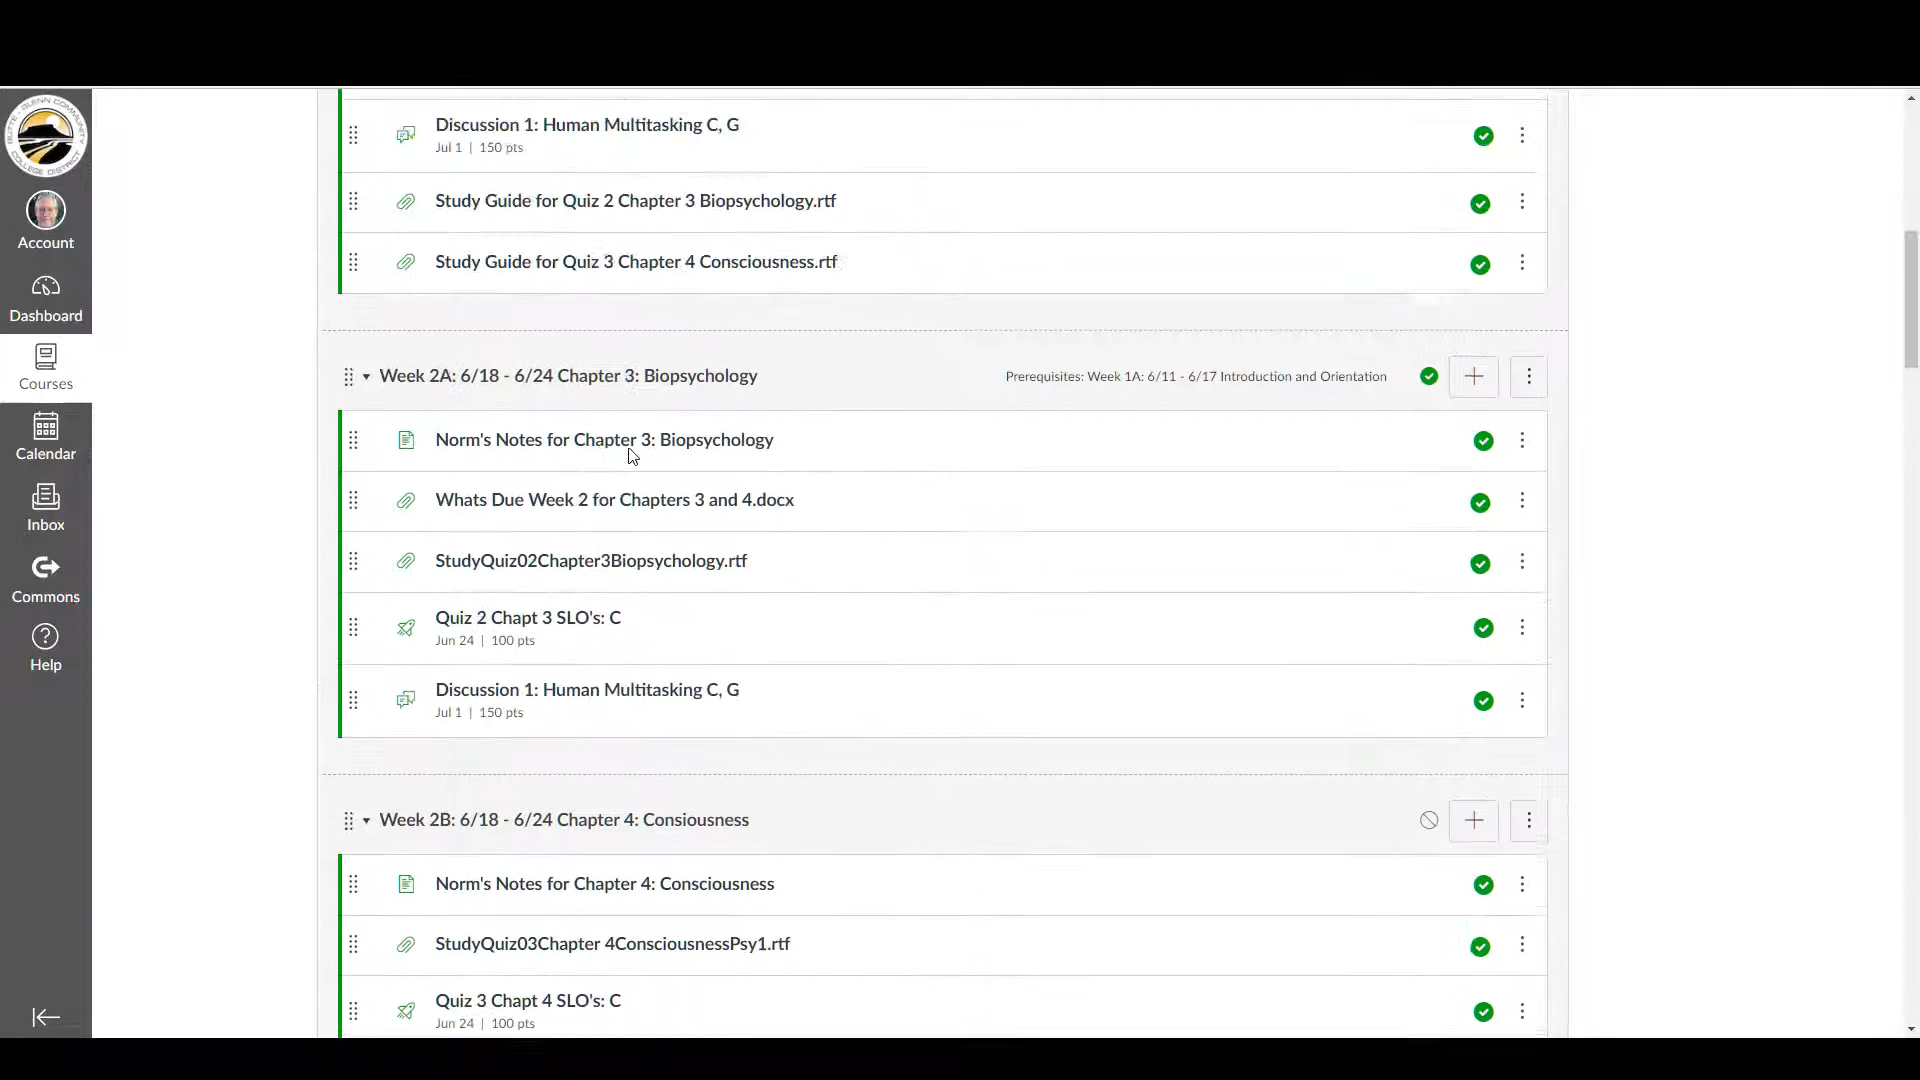 BUTTE - GLENN COMMUNITY
COLLEGE DISTRICT
Account
Dashboard
Courses
Calendar
Inbox
Commons
Help
Discussion 1: Human Multitasking C, G
Jul 1 | 150 pts
Study Guide for Quiz 2 Chapter 3 Biopsychology.rtf
Study Guide for Quiz 3 Chapter 4 Consciousness.rtf
Week 2A: 6/18 - 6/24 Chapter 3: Biopsychology
Prerequisites: Week 1A: 6/11 - 6/17 Introduction and Orientation
Norm's Notes for Chapter 3: Biopsychology
Whats Due Week 2 for Chapters 3 and 4.docx
StudyQuiz02Chapter3Biopsychology.rtf
Quiz 2 Chapt 3 SLO's: C
Jun 24 | 100 pts
Discussion 1: Human Multitasking C, G
Jul 1 | 150 pts
Week 2B: 6/18 - 6/24 Chapter 4: Consiousness
Norm's Notes for Chapter 4: Consciousness
StudyQuiz03Chapter 4ConsciousnessPsy1.rtf
Quiz 3 Chapt 4 SLO's: C
Jun 24 | 100 pts